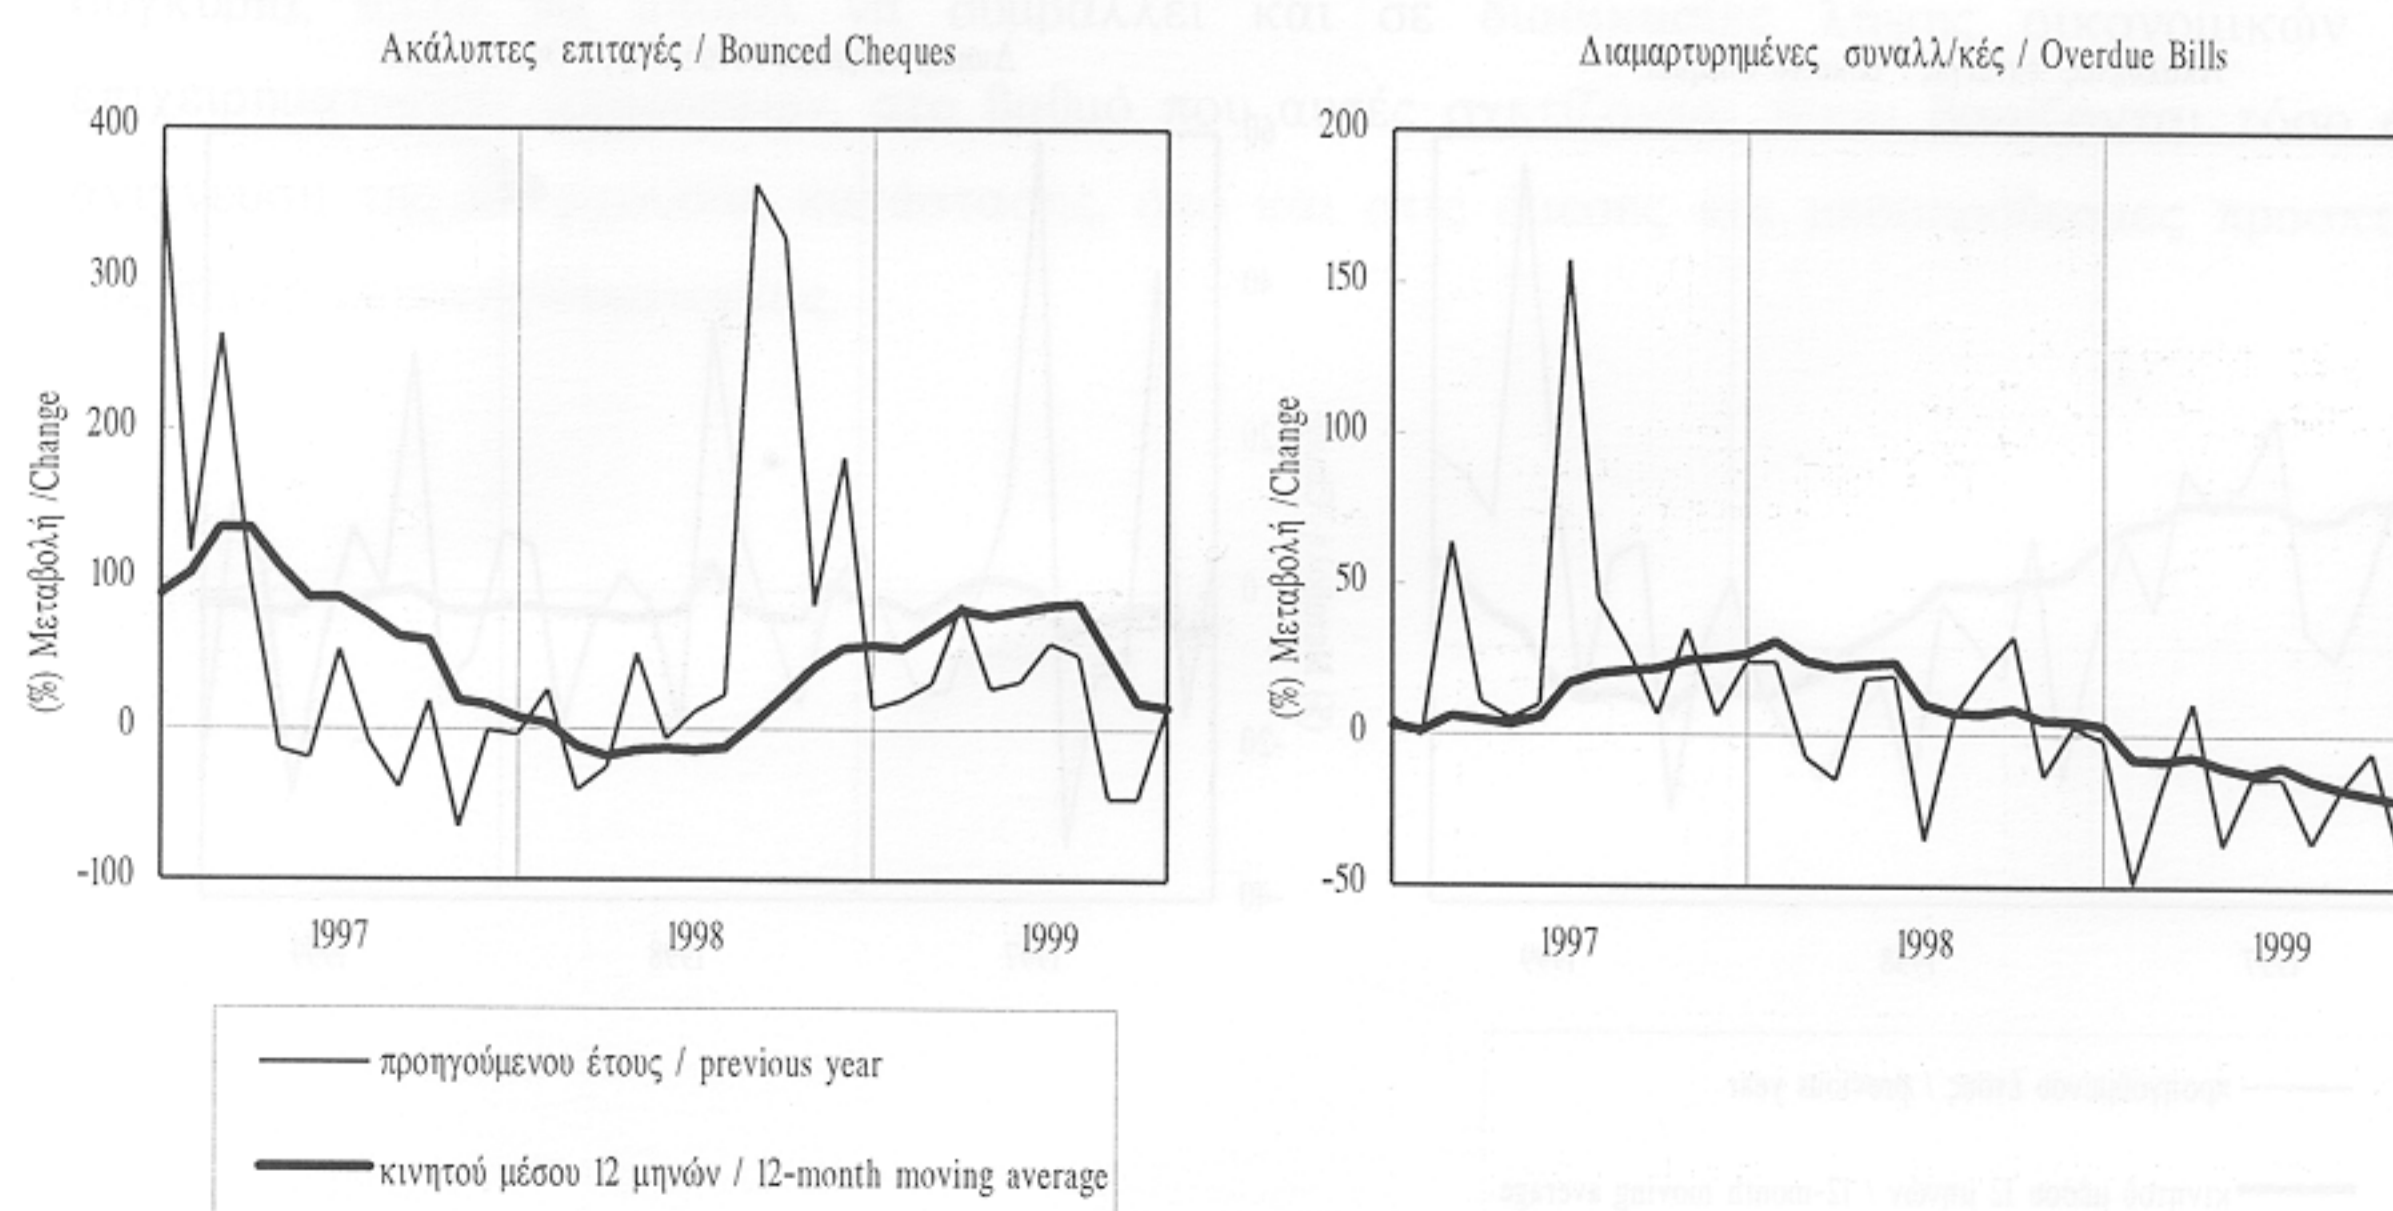 Ακάλυπτες επιταγές / Bounced Cheques
400
300
200
100
0
-100
(%) Μεταβολή /Change
1997 1998 1999
Διαμαρτυρημένες συναλλ/κές / Overdue Bills
200
150
100
50
0
-50
(%) Μεταβολή /Change
1997 1998 1999
προηγούμενου έτους / previous year
κινητού μέσου 12 μηνών / 12-month moving average